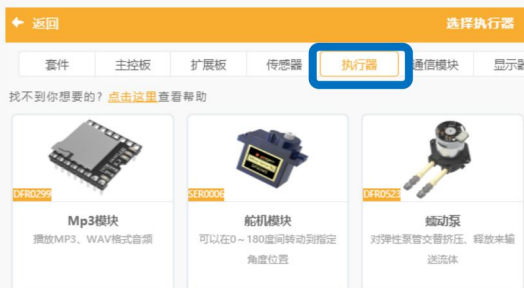 返回
选择执行器
套件 主控板 扩展板 传感器 执行器 通信模块 显示器
找不到你想要的？点击这里查看帮助
DFR0299 SER0006 DFR0523
Mp3模块 舵机模块 蠕动泵
播放MP3、WAV格式音频 可以在0~180度间转动到指定 对弹性泵管交替挤压、释放来输
角度位置 送流体